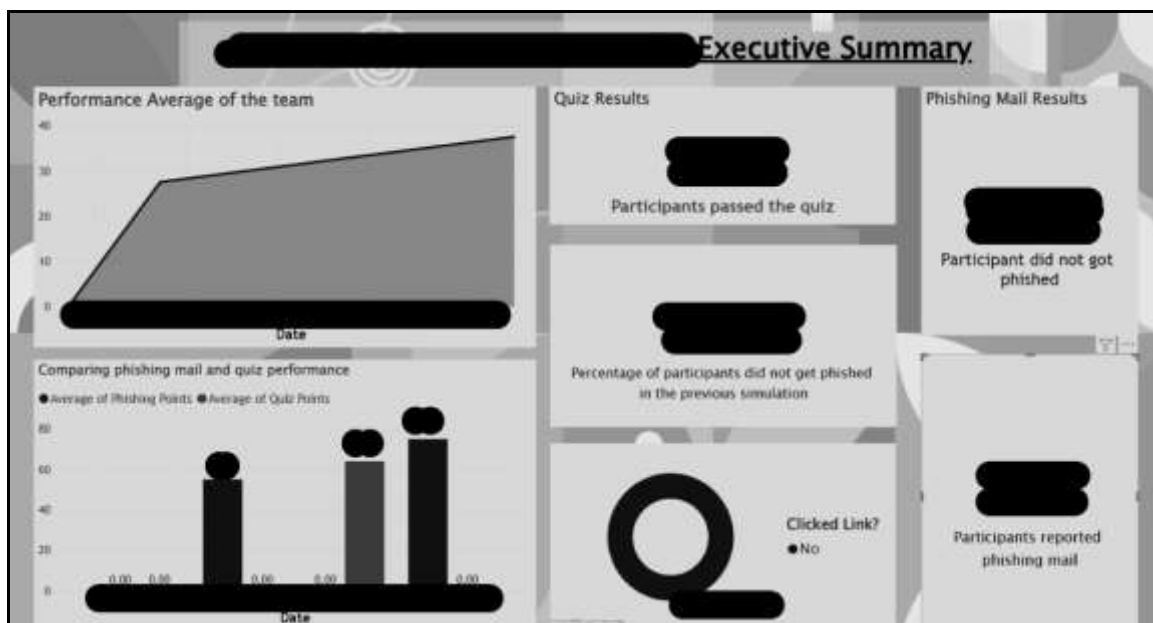 Executive Summary
Performance Average of the team
40
30
20
10
0
Date
Comparing phishing mail and quiz performance
Average of Phishing Points Average of Quiz Points
80
60
40
20
0
0.00 0.00 0.00 0.00 0.00
Date
Quiz Results
Participants passed the quiz
Percentage of participants did not get phished
in the previous simulation
Clicked Link?
No
Phishing Mail Results
Participant did not got
phished
Participants reported
phishing mail